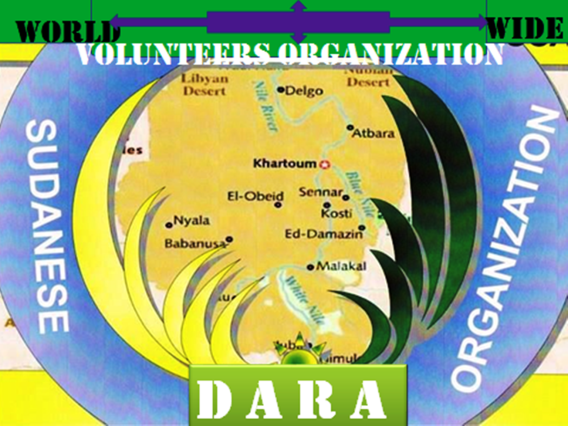 WORLD
WIDE
VOLUNTEERS ORGANIZATION
SUDANESE
ORGANIZATION
Libyan
Desert
Nubian
Desert
Delgo
Nile River
Atbara
Khartoum
Blue Nile
El-Obeid
Sennar
Kosti
Nyala
Ed-Damazin
Babanusa
Malakal
White Nile
DARA